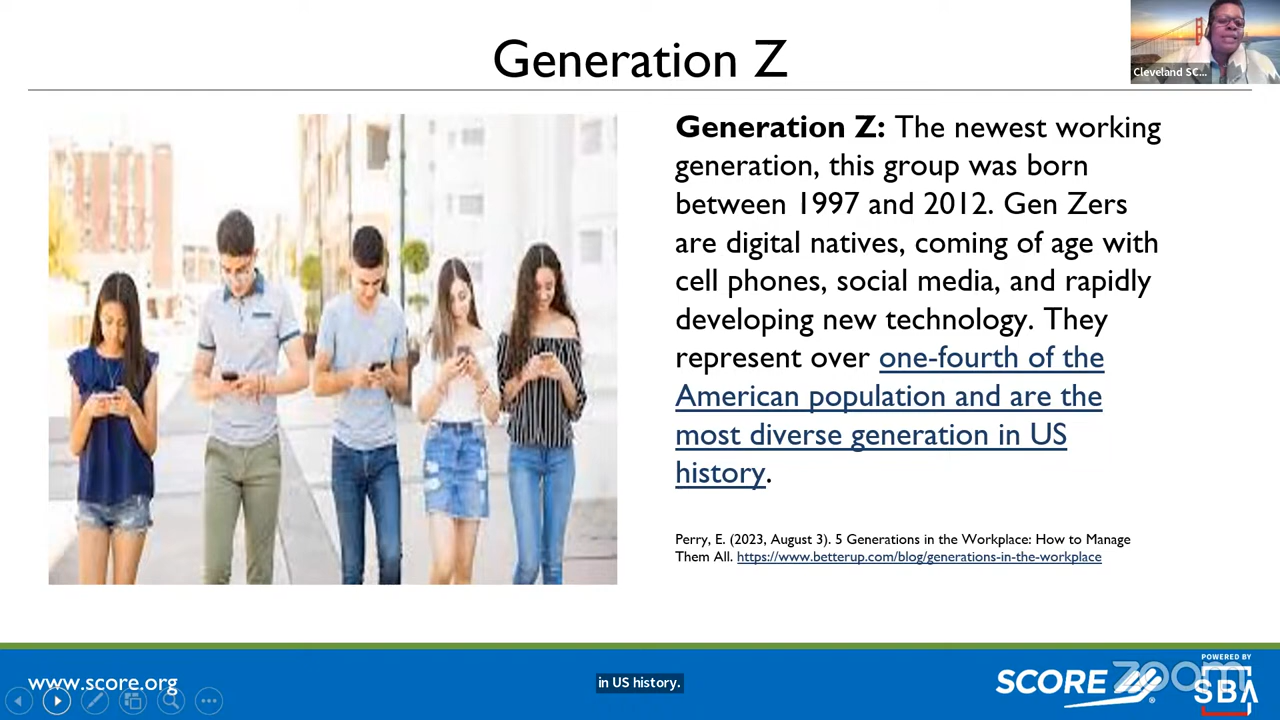 Generation Z
Cleveland SC...
Generation Z: The newest working
generation, this group was born
between 1997 and 2012. Gen Zers
are digital natives, coming of age with
cell phones, social media, and rapidly
developing new technology. They
represent over one-fourth of the
American population and are the
most diverse generation in US
history.
Perry, E. (2023, August 3). 5 Generations in the Workplace: How to Manage
Them All. https://www.betterup.com/blog/generations-in-the-workplace
www.score.org
in US history.
SCORE
®
zoom
POWERED BY
SBA